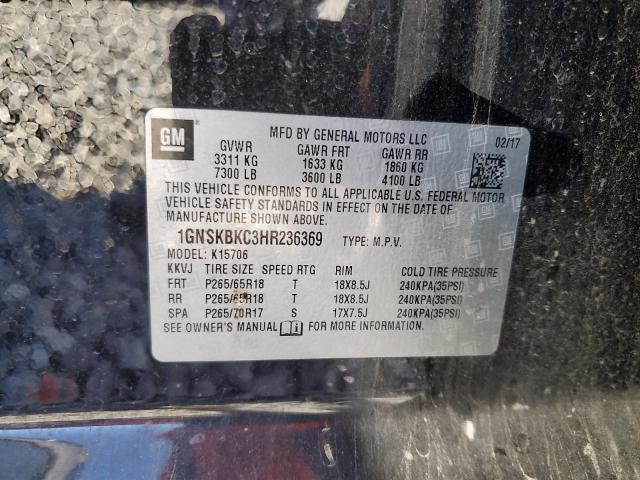 GM
MFD BY GENERAL MOTORS LLC 02/17
GVWR GAWR FRT GAWR RR
3311 KG 1633 KG 1860 KG
7300 LB 3600 LB 4100 LB
THIS VEHICLE CONFORMS TO ALL APPLICABLE U.S. FEDERAL MOTOR
VEHICLE SAFETY STANDARDS IN EFFECT ON THE DATE OF
MANUFACTURE SHOWN ABOVE.
1GNSKBKC3HR236369 TYPE: M.P.V.
MODEL: K15706
KKVJ TIRE SIZE SPEED RTG RIM COLD TIRE PRESSURE
FRT P265/65R18 T 18X8.5J 240KPA(35PSI)
RR P265/65R18 T 18X8.5J 240KPA(35PSI)
SPA P265/70R17 S 17X7.5J 240KPA(35PSI)
SEE OWNER'S MANUAL FOR MORE INFORMATION.